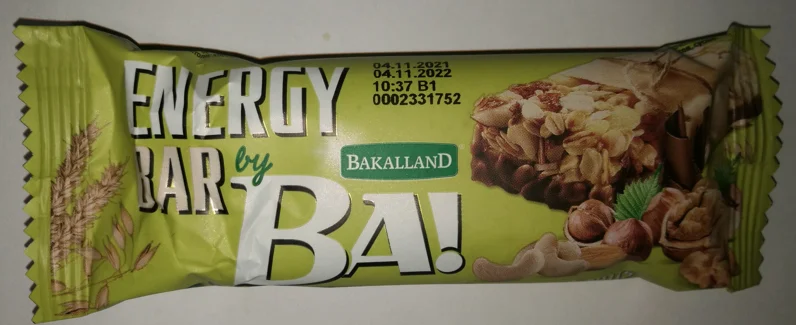 ENERGY
BAR by
BA!
BAKALLAND
04.11.2021
04.11.2022
10:37 B1
0002331752